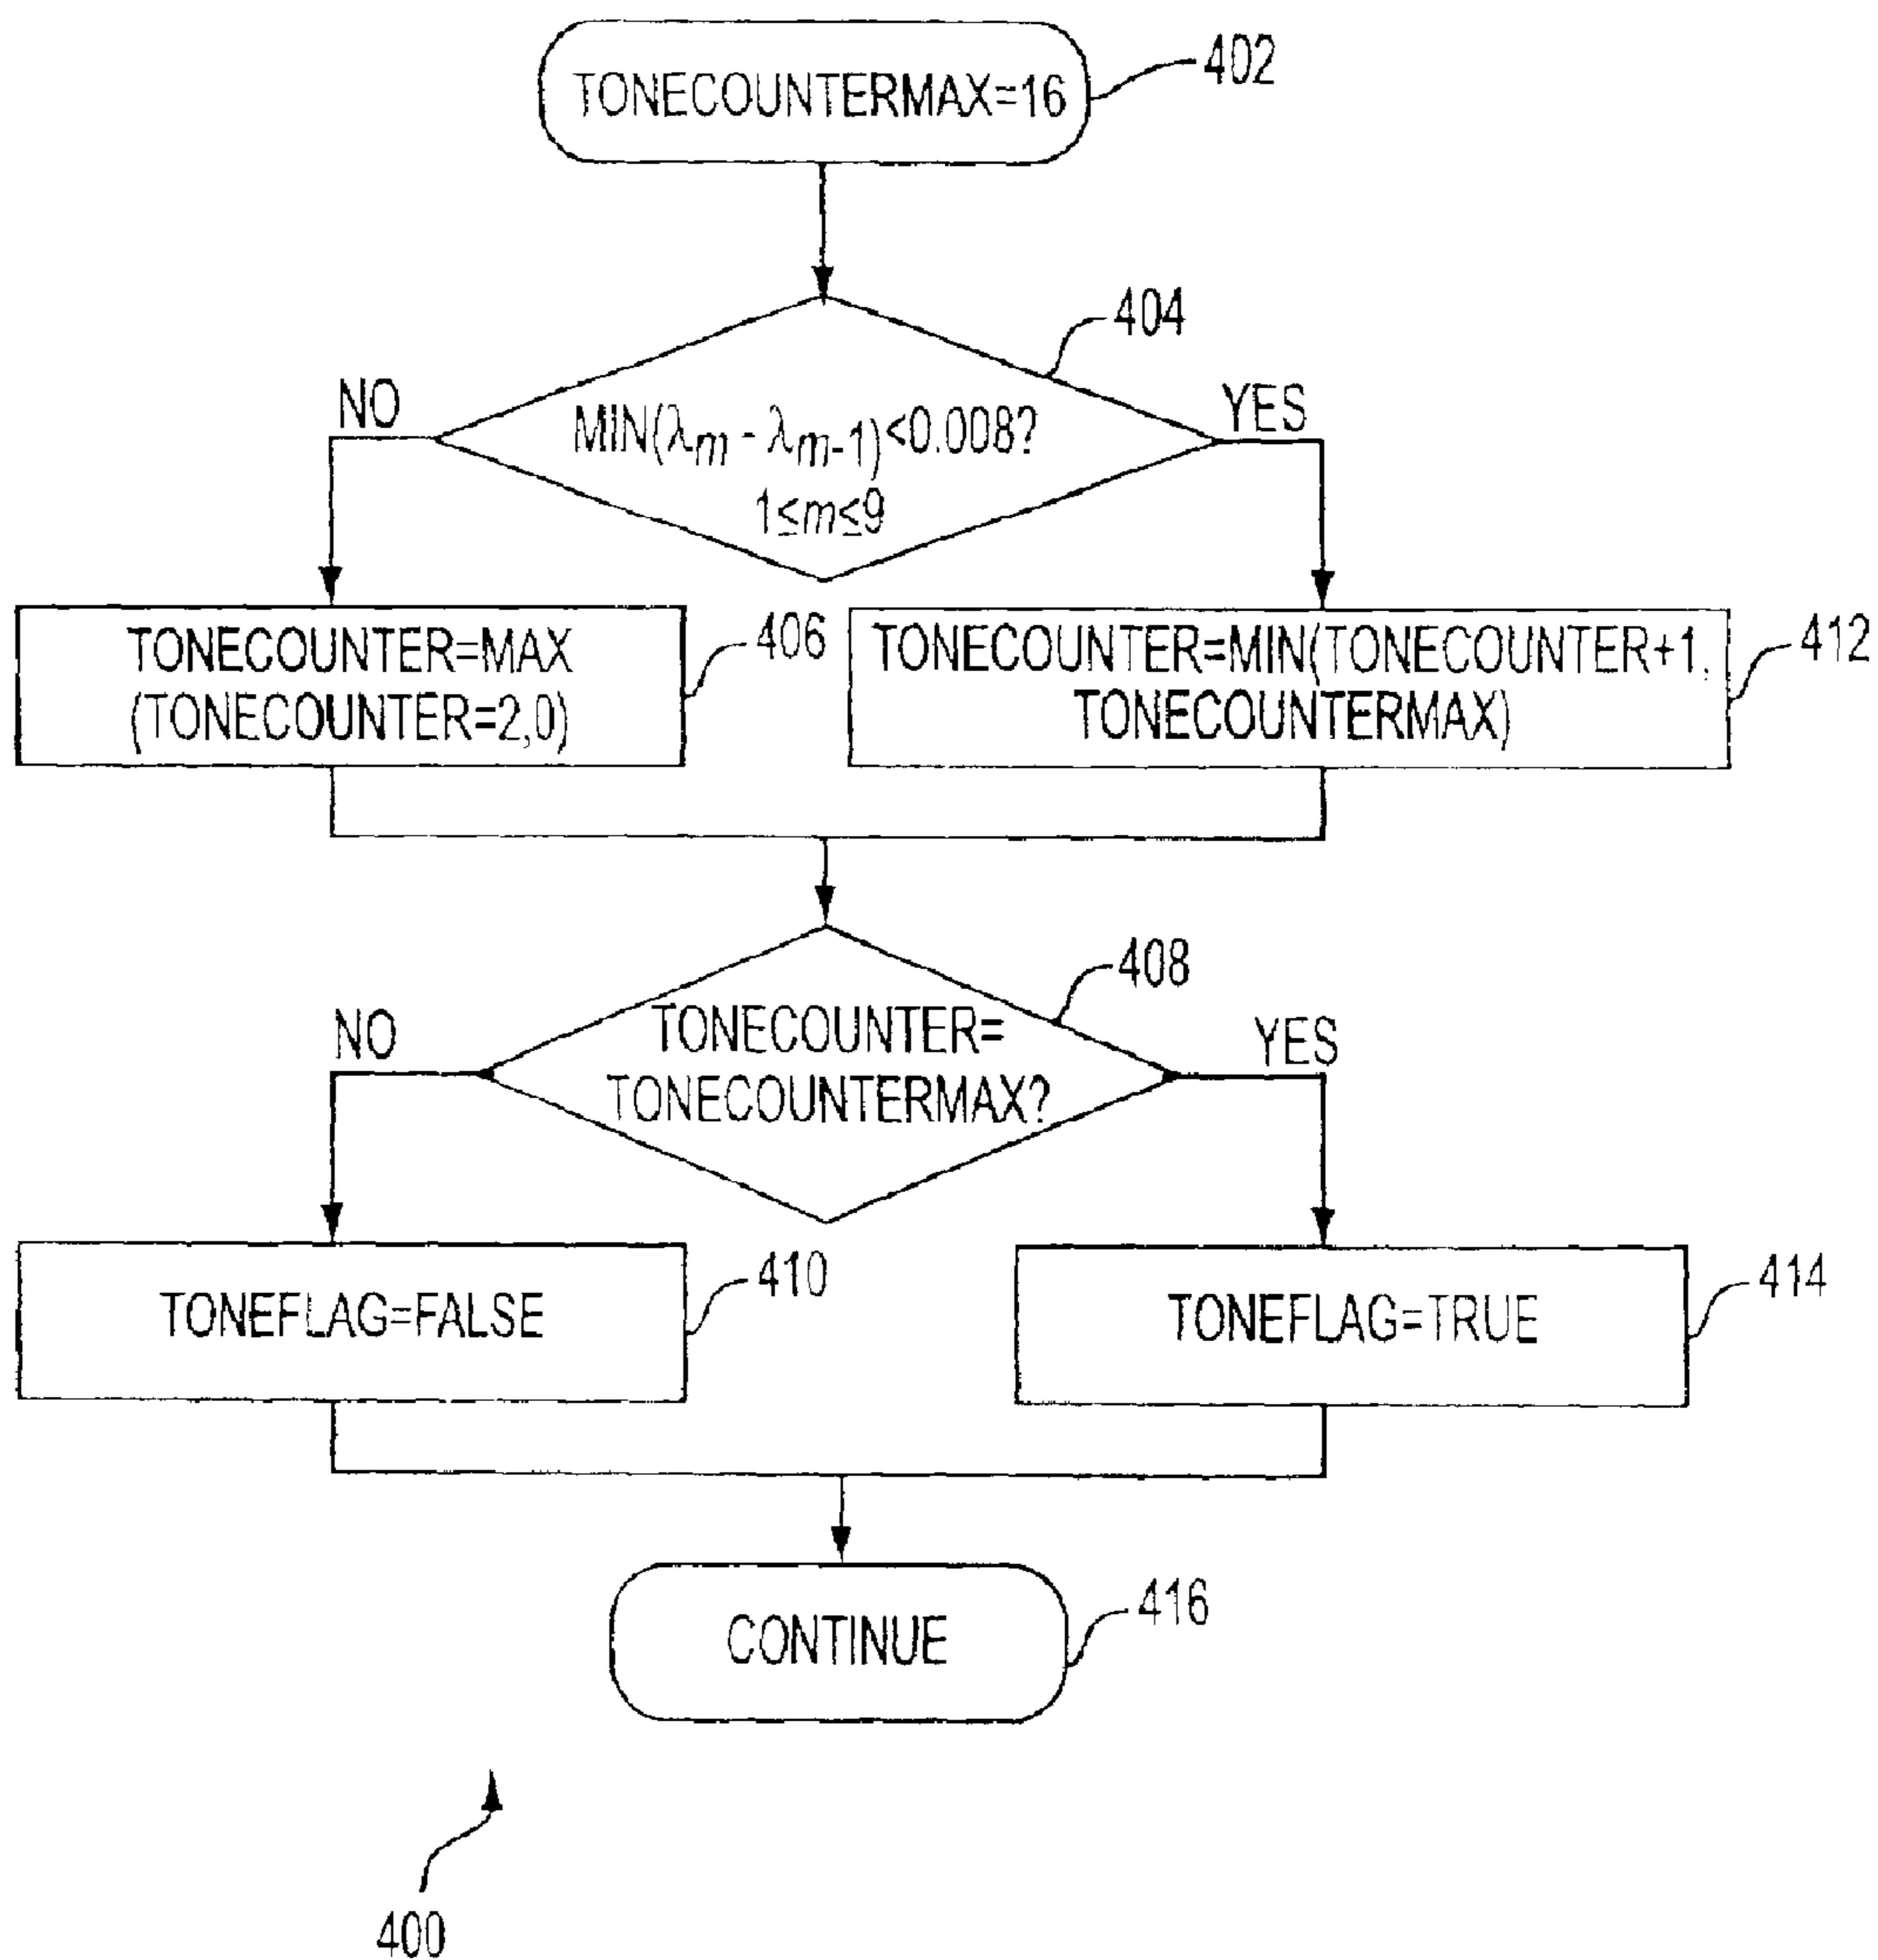 TONECOUNTERMAX=16
402
404
NO
YES
MIN(λm - λm-1)<0.008?
1≤m≤9
TONECOUNTER=MAX
(TONECOUNTER=2,0)
406
TONECOUNTER=MIN(TONECOUNTER+1,
TONECOUNTERMAX)
412
408
NO
YES
TONECOUNTER=
TONECOUNTERMAX?
TONEFLAG=FALSE
410
TONEFLAG=TRUE
414
CONTINUE
416
400